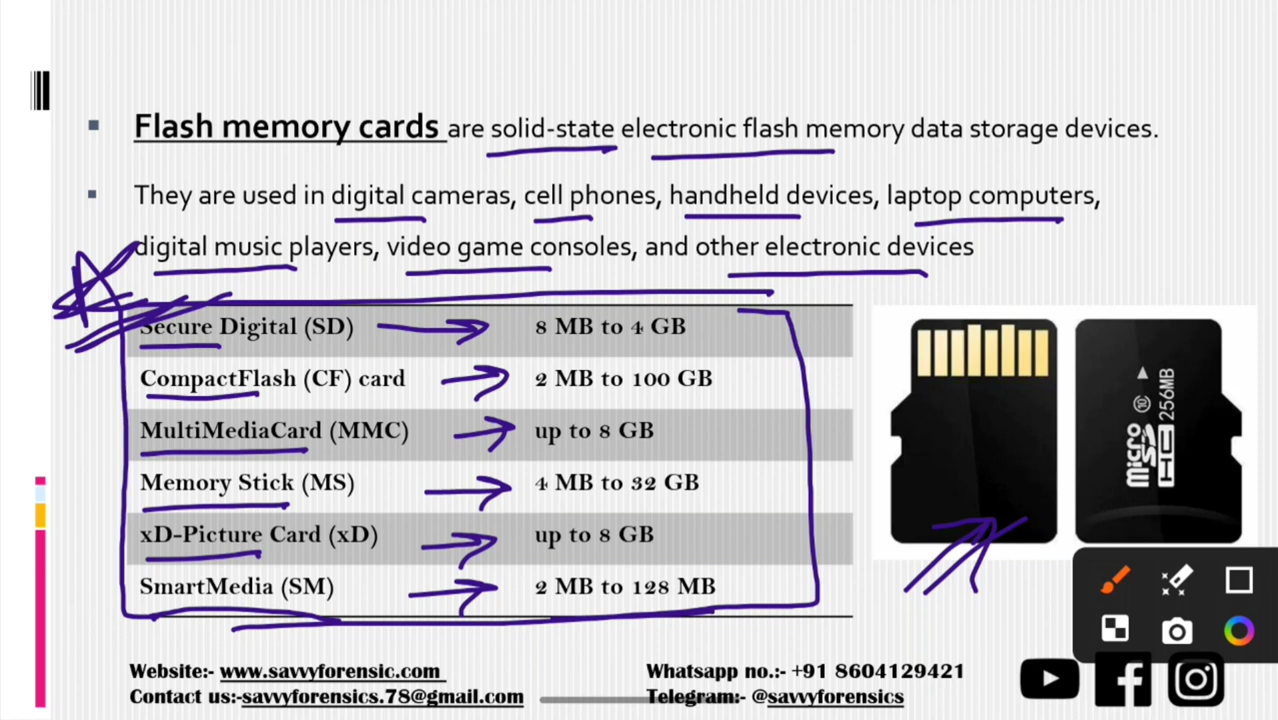 Flash memory cards are solid-state electronic flash memory data storage devices.
They are used in digital cameras, cell phones, handheld devices, laptop computers,
digital music players, video game consoles, and other electronic devices
Secure Digital (SD) 8 MB to 4 GB
CompactFlash (CF) card 2 MB to 100 GB
MultiMediaCard (MMC) up to 8 GB
Memory Stick (MS) 4 MB to 32 GB
xD-Picture Card (xD) up to 8 GB
SmartMedia (SM) 2 MB to 128 MB
micro SD HC 10 256MB
Website:- www.savvyforensic.com Whatsapp no.:- +91 8604129421
Contact us:-savvyforensics.78@gmail.com Telegram:- @savvyforensics